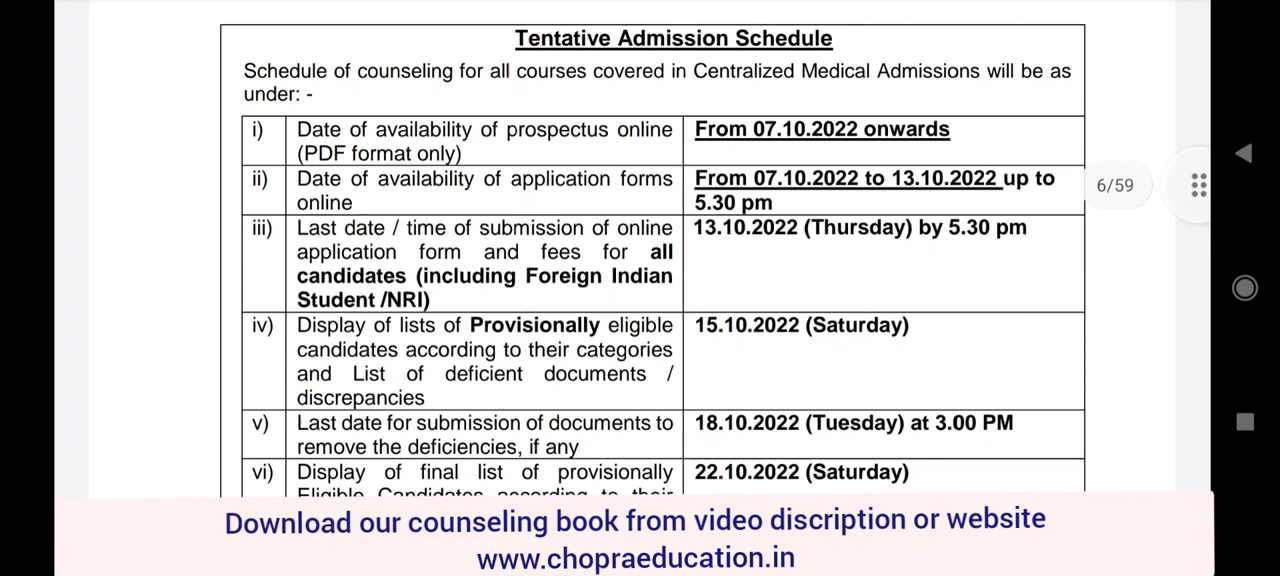 Tentative Admission Schedule
Schedule of counseling for all courses covered in Centralized Medical Admissions will be as
under: -
i) Date of availability of prospectus online From 07.10.2022 onwards
(PDF format only)
ii) Date of availability of application forms From 07.10.2022 to 13.10.2022 up to
online 5.30 pm
iii) Last date / time of submission of online 13.10.2022 (Thursday) by 5.30 pm
application form and fees for all
candidates (including Foreign Indian
Student /NRI)
iv) Display of lists of Provisionally eligible 15.10.2022 (Saturday)
candidates according to their categories
and List of deficient documents /
discrepancies
v) Last date for submission of documents to 18.10.2022 (Tuesday) at 3.00 PM
remove the deficiencies, if any
vi) Display of final list of provisionally 22.10.2022 (Saturday)
Eligible Candidates according to their
6/59
Download our counseling book from video discription or website
www.chopraeducation.in